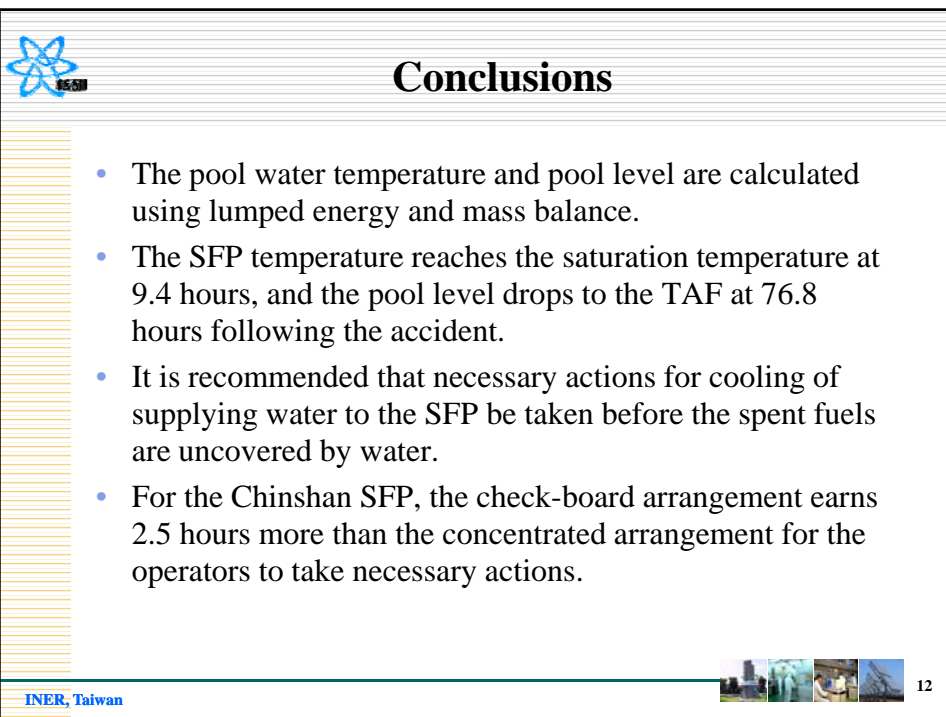 Conclusions
• The pool water temperature and pool level are calculated
using lumped energy and mass balance.
• The SFP temperature reaches the saturation temperature at
9.4 hours, and the pool level drops to the TAF at 76.8
hours following the accident.
• It is recommended that necessary actions for cooling of
supplying water to the SFP be taken before the spent fuels
are uncovered by water.
• For the Chinshan SFP, the check-board arrangement earns
2.5 hours more than the concentrated arrangement for the
operators to take necessary actions.
INER, Taiwan
12